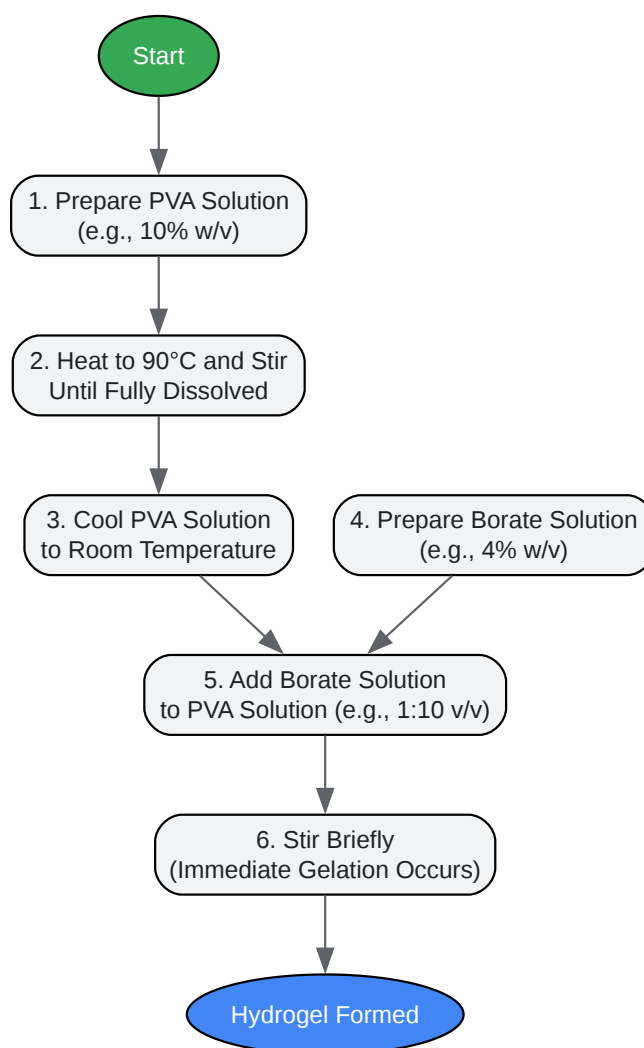 Start
1. Prepare PVA Solution
(e.g., 10% w/v)
2. Heat to 90°C and Stir
Until Fully Dissolved
3. Cool PVA Solution
to Room Temperature
4. Prepare Borate Solution
(e.g., 4% w/v)
5. Add Borate Solution
to PVA Solution (e.g., 1:10 v/v)
6. Stir Briefly
(Immediate Gelation Occurs)
Hydrogel Formed